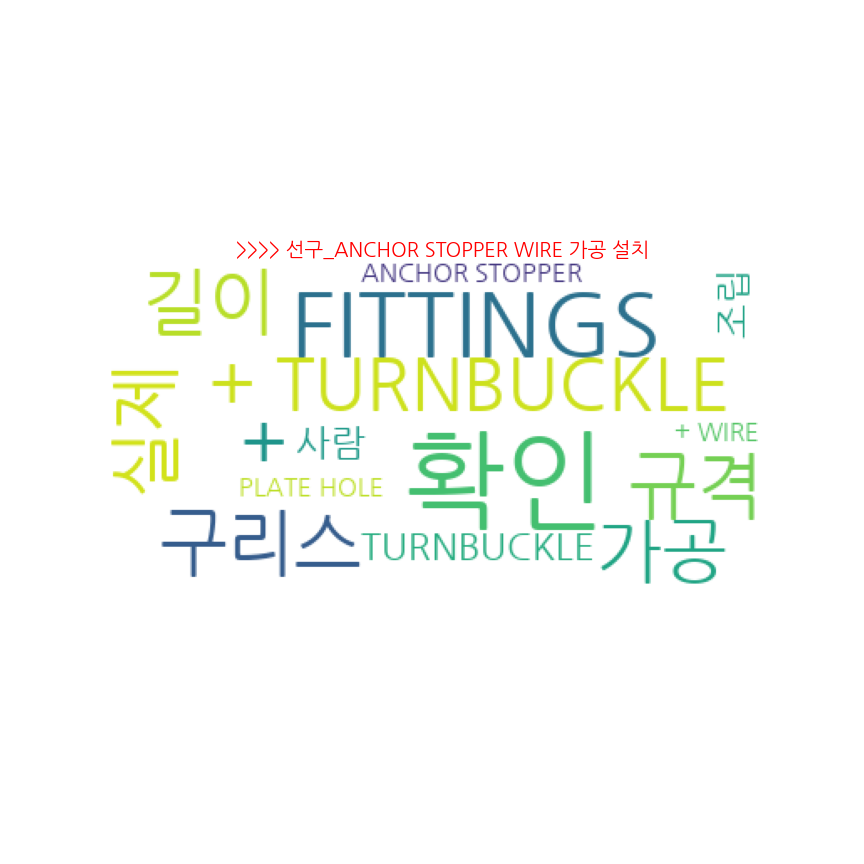 >>>> 선구_ANCHOR STOPPER WIRE 가공 설치
ANCHOR STOPPER
길이
FITTINGS
조립
실제
+ TURNBUCKLE
+ 사람
확인
+ WIRE
PLATE HOLE
규격
구리스
TURNBUCKLE
가공